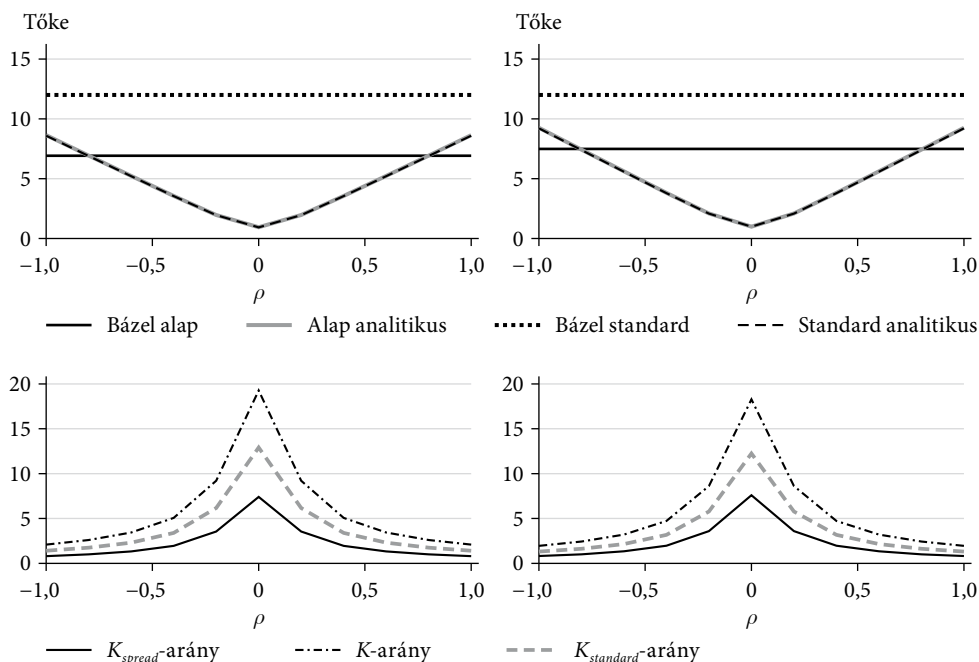 Tőke Tőke
15 15
10 10
5 5
0 0
−1,0 −0,5 0 0,5 1,0 −1,0 −0,5 0 0,5 1,0
ρ ρ
Bázel alap Alap analitikus Bázel standard Standard analitikus
20 20
15 15
10 10
5 5
0 0
−1,0 −0,5 0 0,5 1,0 −1,0 −0,5 0 0,5 1,0
ρ ρ
Kspread-arány K-arány Kstandard-arány